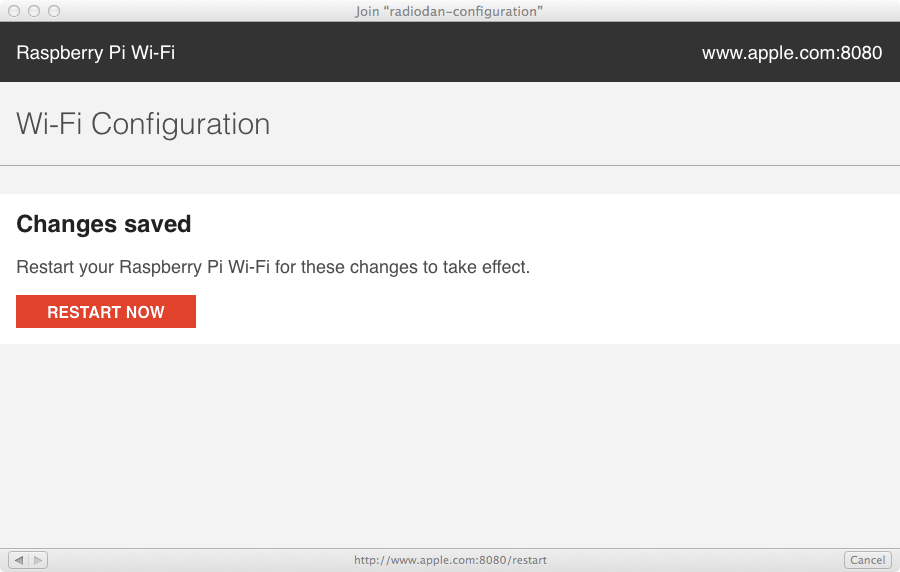 Join "radiodan-configuration"
Raspberry Pi Wi-Fi
www.apple.com:8080
Wi-Fi Configuration
Changes saved
Restart your Raspberry Pi Wi-Fi for these changes to take effect.
RESTART NOW
http://www.apple.com:8080/restart
Cancel